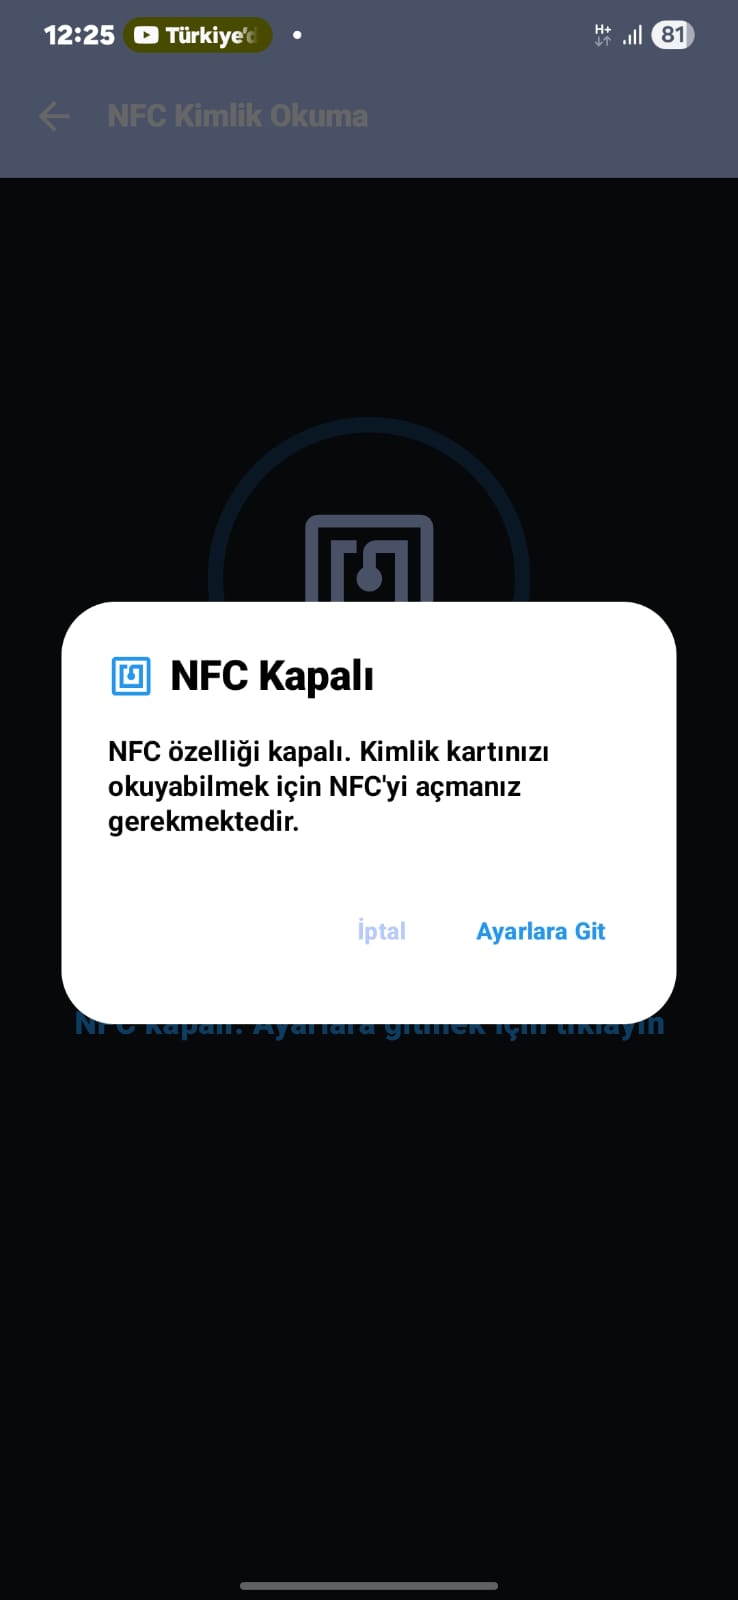 12:25 Türkiye'd H+ 81
NFC Kimlik Okuma
NFC Kapalı
NFC özelliği kapalı. Kimlik kartınızı
okuyabilmek için NFC'yi açmanız
gerekmektedir.
İptal Ayarlara Git
NFC kapalı. Ayarlara gitmek için tıklayın